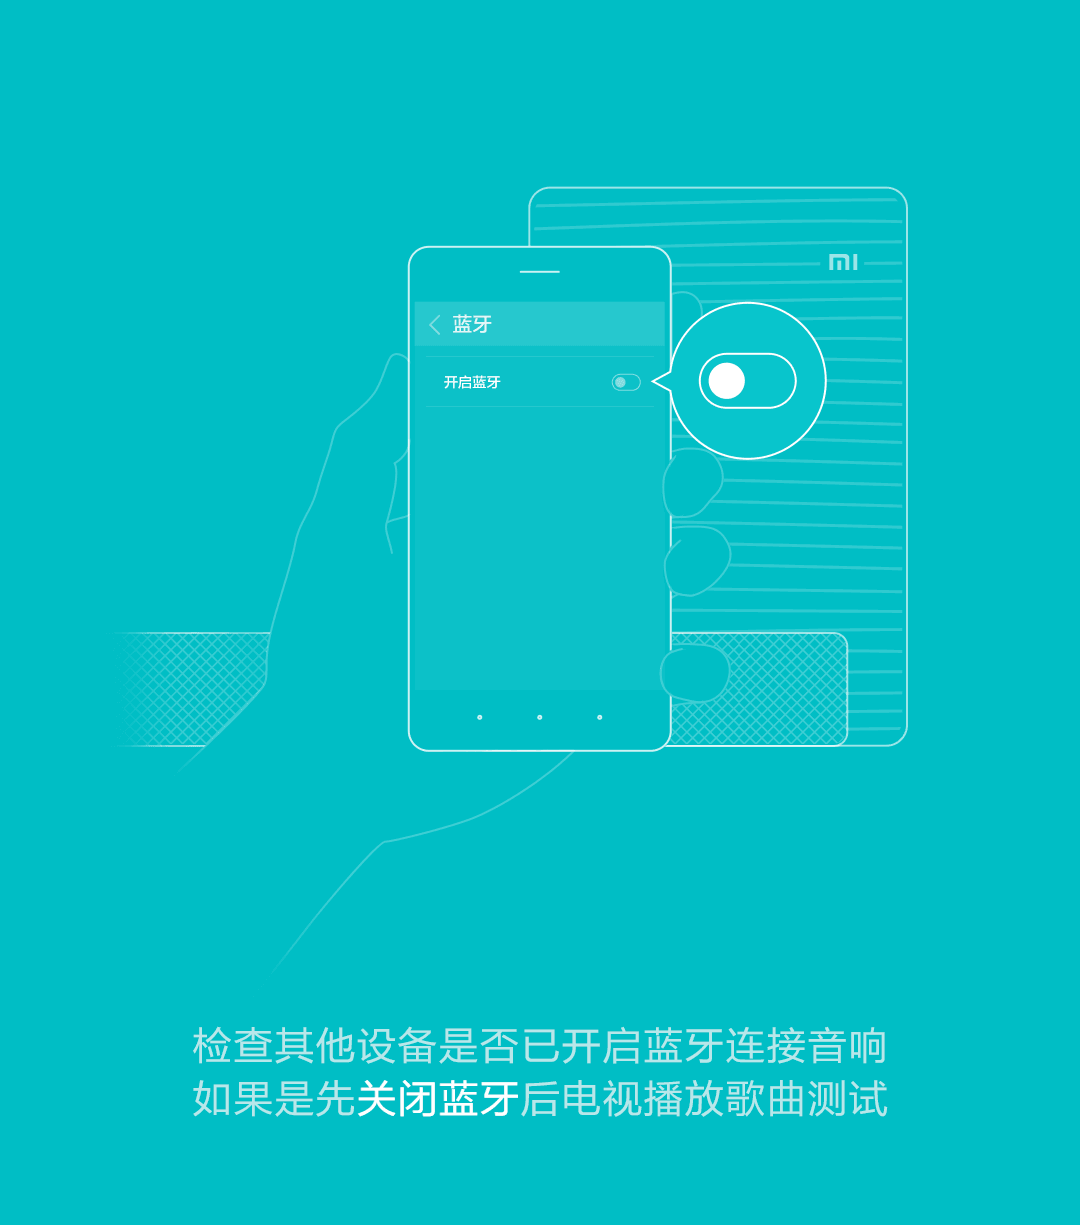 mi
蓝牙
开启蓝牙
检查其他设备是否已开启蓝牙连接音响
如果是先关闭蓝牙后电视播放歌曲测试